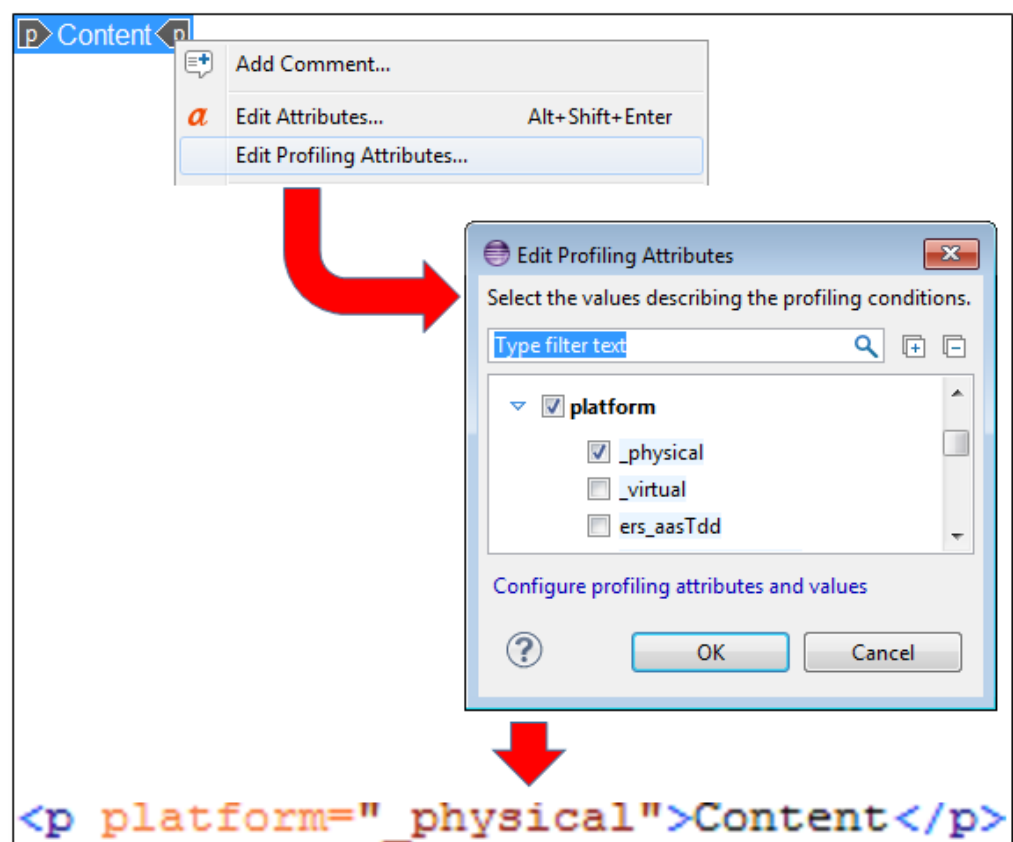 p Content p
Add Comment...
Edit Attributes... Alt+Shift+Enter
Edit Profiling Attributes...
Edit Profiling Attributes
Select the values describing the profiling conditions.
Type filter text
platform
_physical
_virtual
ers_aasTdd
Configure profiling attributes and values
? OK Cancel
<p platform="_physical">Content</p>